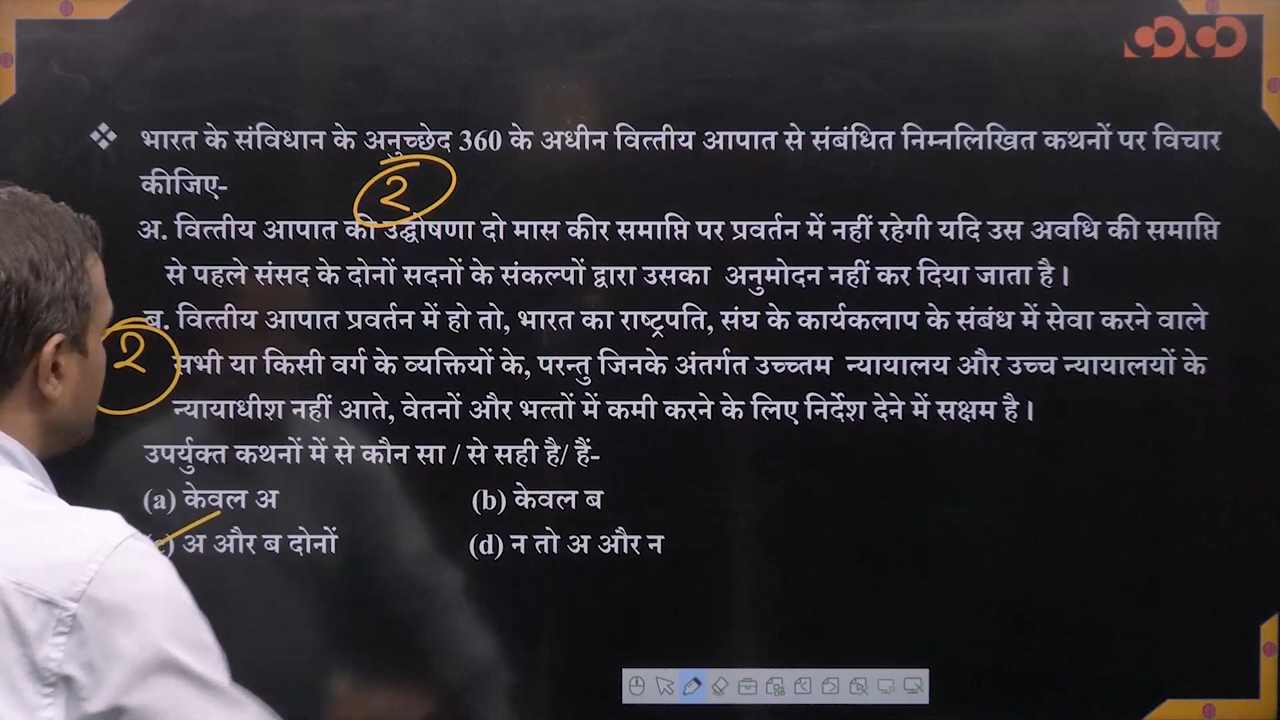 ❖ भारत के संविधान के अनुच्छेद 360 के अधीन वित्तीय आपात से संबंधित निम्नलिखित कथनों पर विचार
कीजिए-
2
अ. वित्तीय आपात की उद्घोषणा दो मास कीर समाप्ति पर प्रवर्तन में नहीं रहेगी यदि उस अवधि की समाप्ति
से पहले संसद के दोनों सदनों के संकल्पों द्वारा उसका अनुमोदन नहीं कर दिया जाता है।
ब. वित्तीय आपात प्रवर्तन में हो तो, भारत का राष्ट्रपति, संघ के कार्यकलाप के संबंध में सेवा करने वाले
2
सभी या किसी वर्ग के व्यक्तियों के, परन्तु जिनके अंतर्गत उच्च्तम न्यायालय और उच्च न्यायालयों के
न्यायाधीश नहीं आते, वेतनों और भत्तों में कमी करने के लिए निर्देश देने में सक्षम है।
उपर्युक्त कथनों में से कौन सा / से सही है/ हैं-
(a) केवल अ (b) केवल ब
(c) अ और ब दोनों (d) न तो अ और न